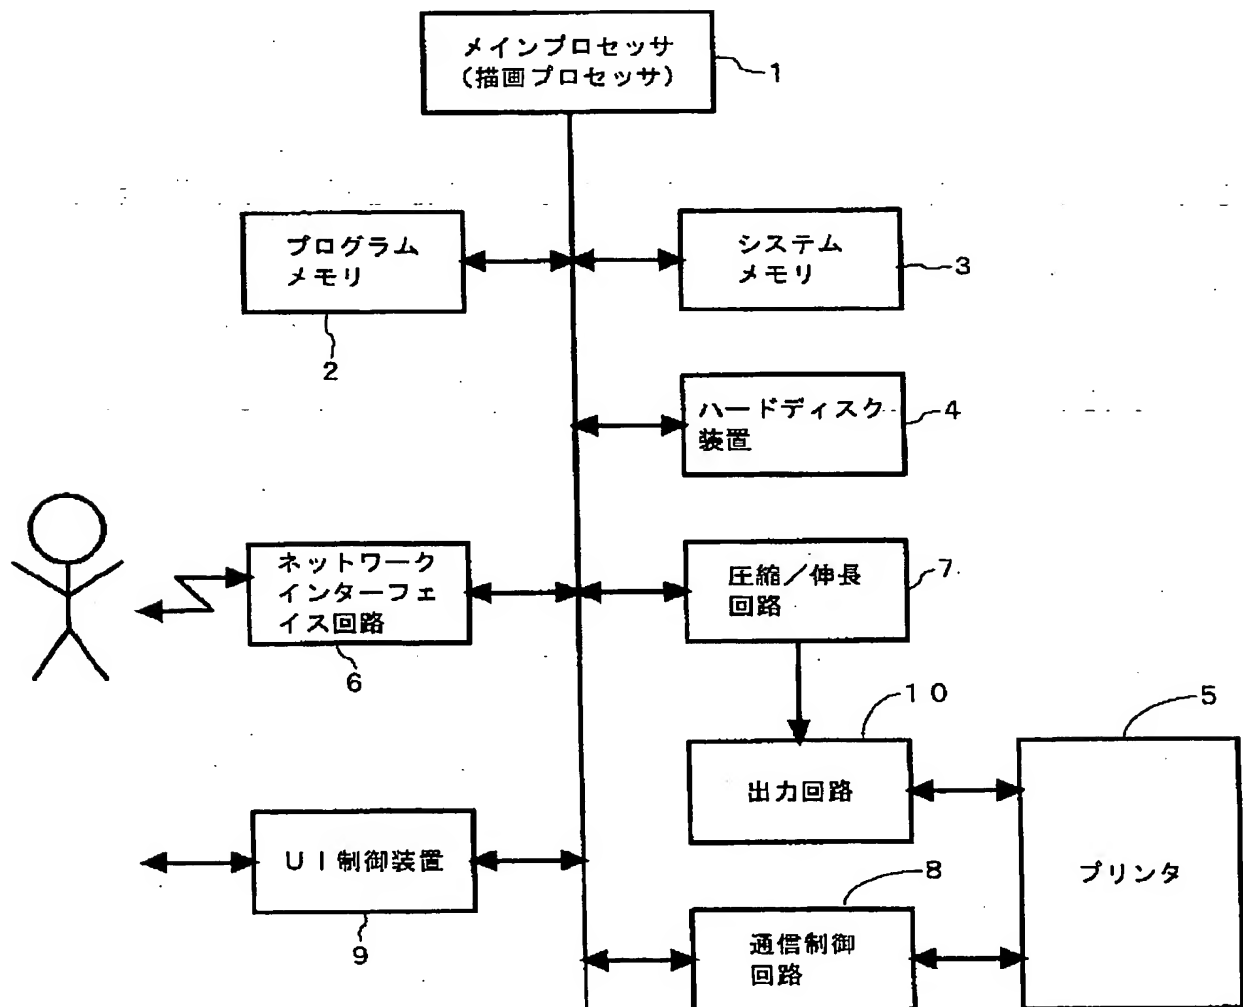 メインプロセッサ
(描画プロセッサ)
1
プログラム
メモリ
2
システム
メモリ
3
ハードディスク
装置
4
ネットワーク
インターフェ
イス回路
6
圧縮/伸長
回路
7
10
5
出力回路
プリンタ
UI制御装置
9
8
通信制御
回路